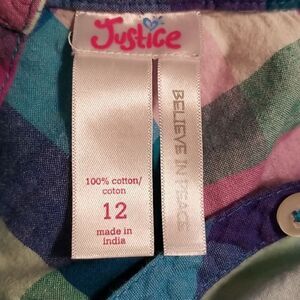 Justice
100% cotton/
coton
12
made in
india
BELIEVE IN PEACE